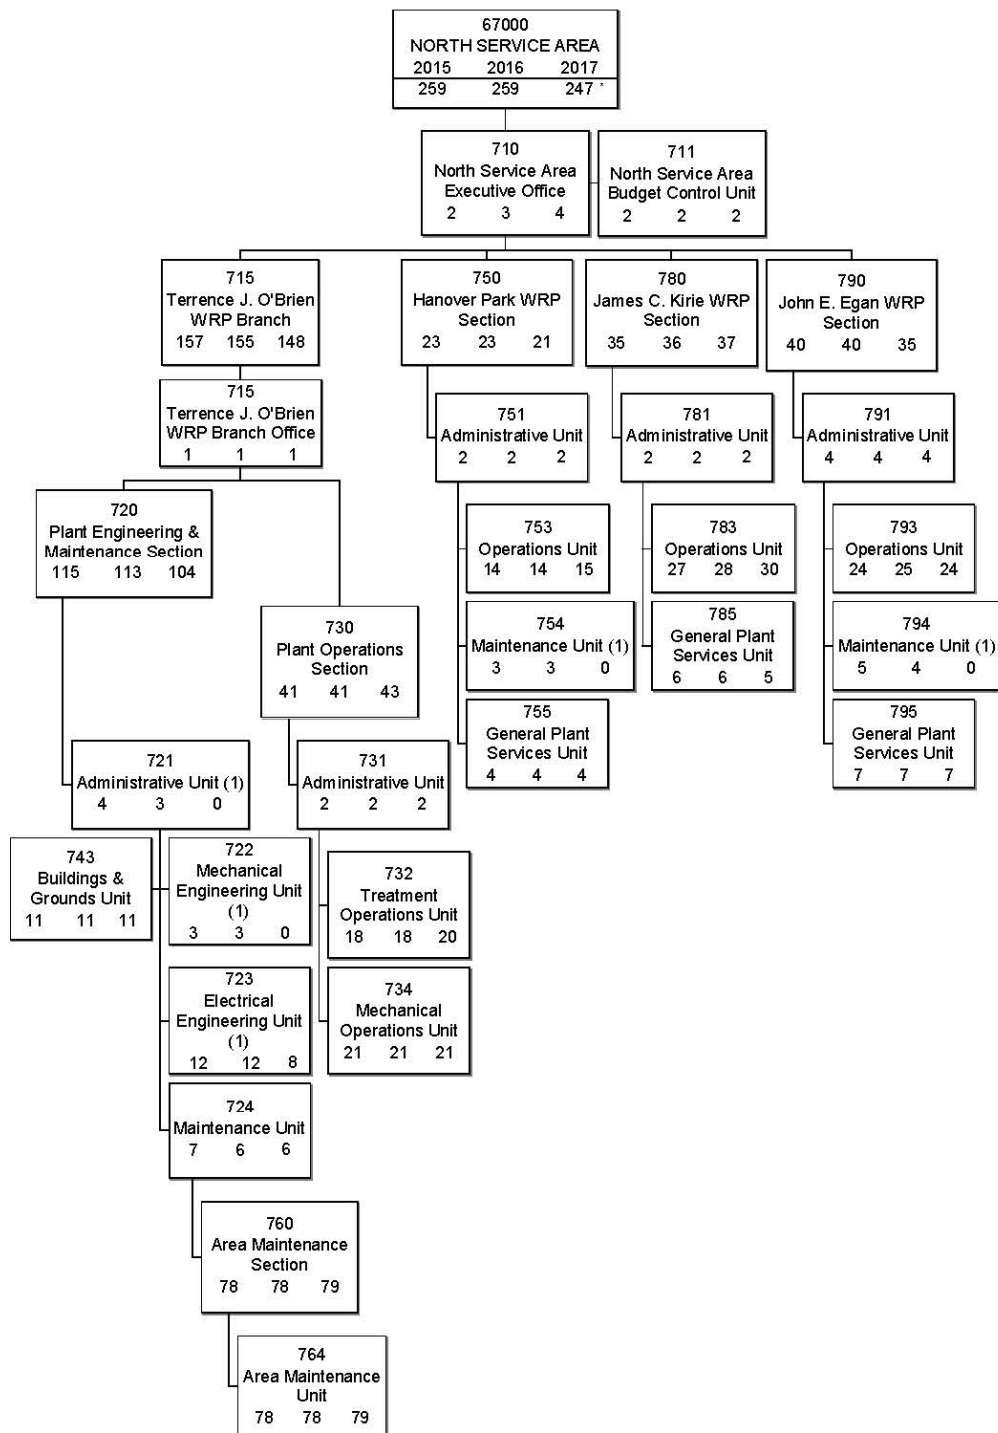 67000
NORTH SERVICE AREA
2015 2016 2017
259 259 247 *
710
North Service Area
Executive Office
2 3 4
711
North Service Area
Budget Control Unit
2 2 2
715
Terrence J. O'Brien
WRP Branch
157 155 148
750
Hanover Park WRP
Section
23 23 21
780
James C. Kirie WRP
Section
35 36 37
790
John E. Egan WRP
Section
40 40 35
715
Terrence J. O'Brien
WRP Branch Office
1 1 1
751
Administrative Unit
2 2 2
781
Administrative Unit
2 2 2
791
Administrative Unit
4 4 4
720
Plant Engineering &
Maintenance Section
115 113 104
753
Operations Unit
14 14 15
783
Operations Unit
27 28 30
793
Operations Unit
24 25 24
730
Plant Operations
Section
41 41 43
754
Maintenance Unit (1)
3 3 0
785
General Plant
Services Unit
6 6 5
794
Maintenance Unit (1)
5 4 0
755
General Plant
Services Unit
4 4 4
795
General Plant
Services Unit
7 7 7
721
Administrative Unit (1)
4 3 0
731
Administrative Unit
2 2 2
743
Buildings &
Grounds Unit
11 11 11
722
Mechanical
Engineering Unit
(1)
3 3 0
732
Treatment
Operations Unit
18 18 20
723
Electrical
Engineering Unit
(1)
12 12 8
734
Mechanical
Operations Unit
21 21 21
724
Maintenance Unit
7 6 6
760
Area Maintenance
Section
78 78 79
764
Area Maintenance
Unit
78 78 79